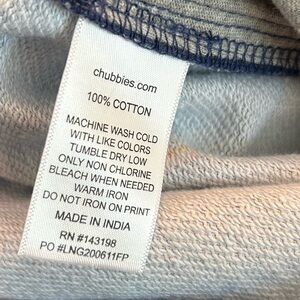 chubbies.com
100% COTTON
MACHINE WASH COLD
WITH LIKE COLORS
TUMBLE DRY LOW
ONLY NON CHLORINE
BLEACH WHEN NEEDED
WARM IRON
DO NOT IRON ON PRINT
MADE IN INDIA
RN #143198
PO #LNG200611FP